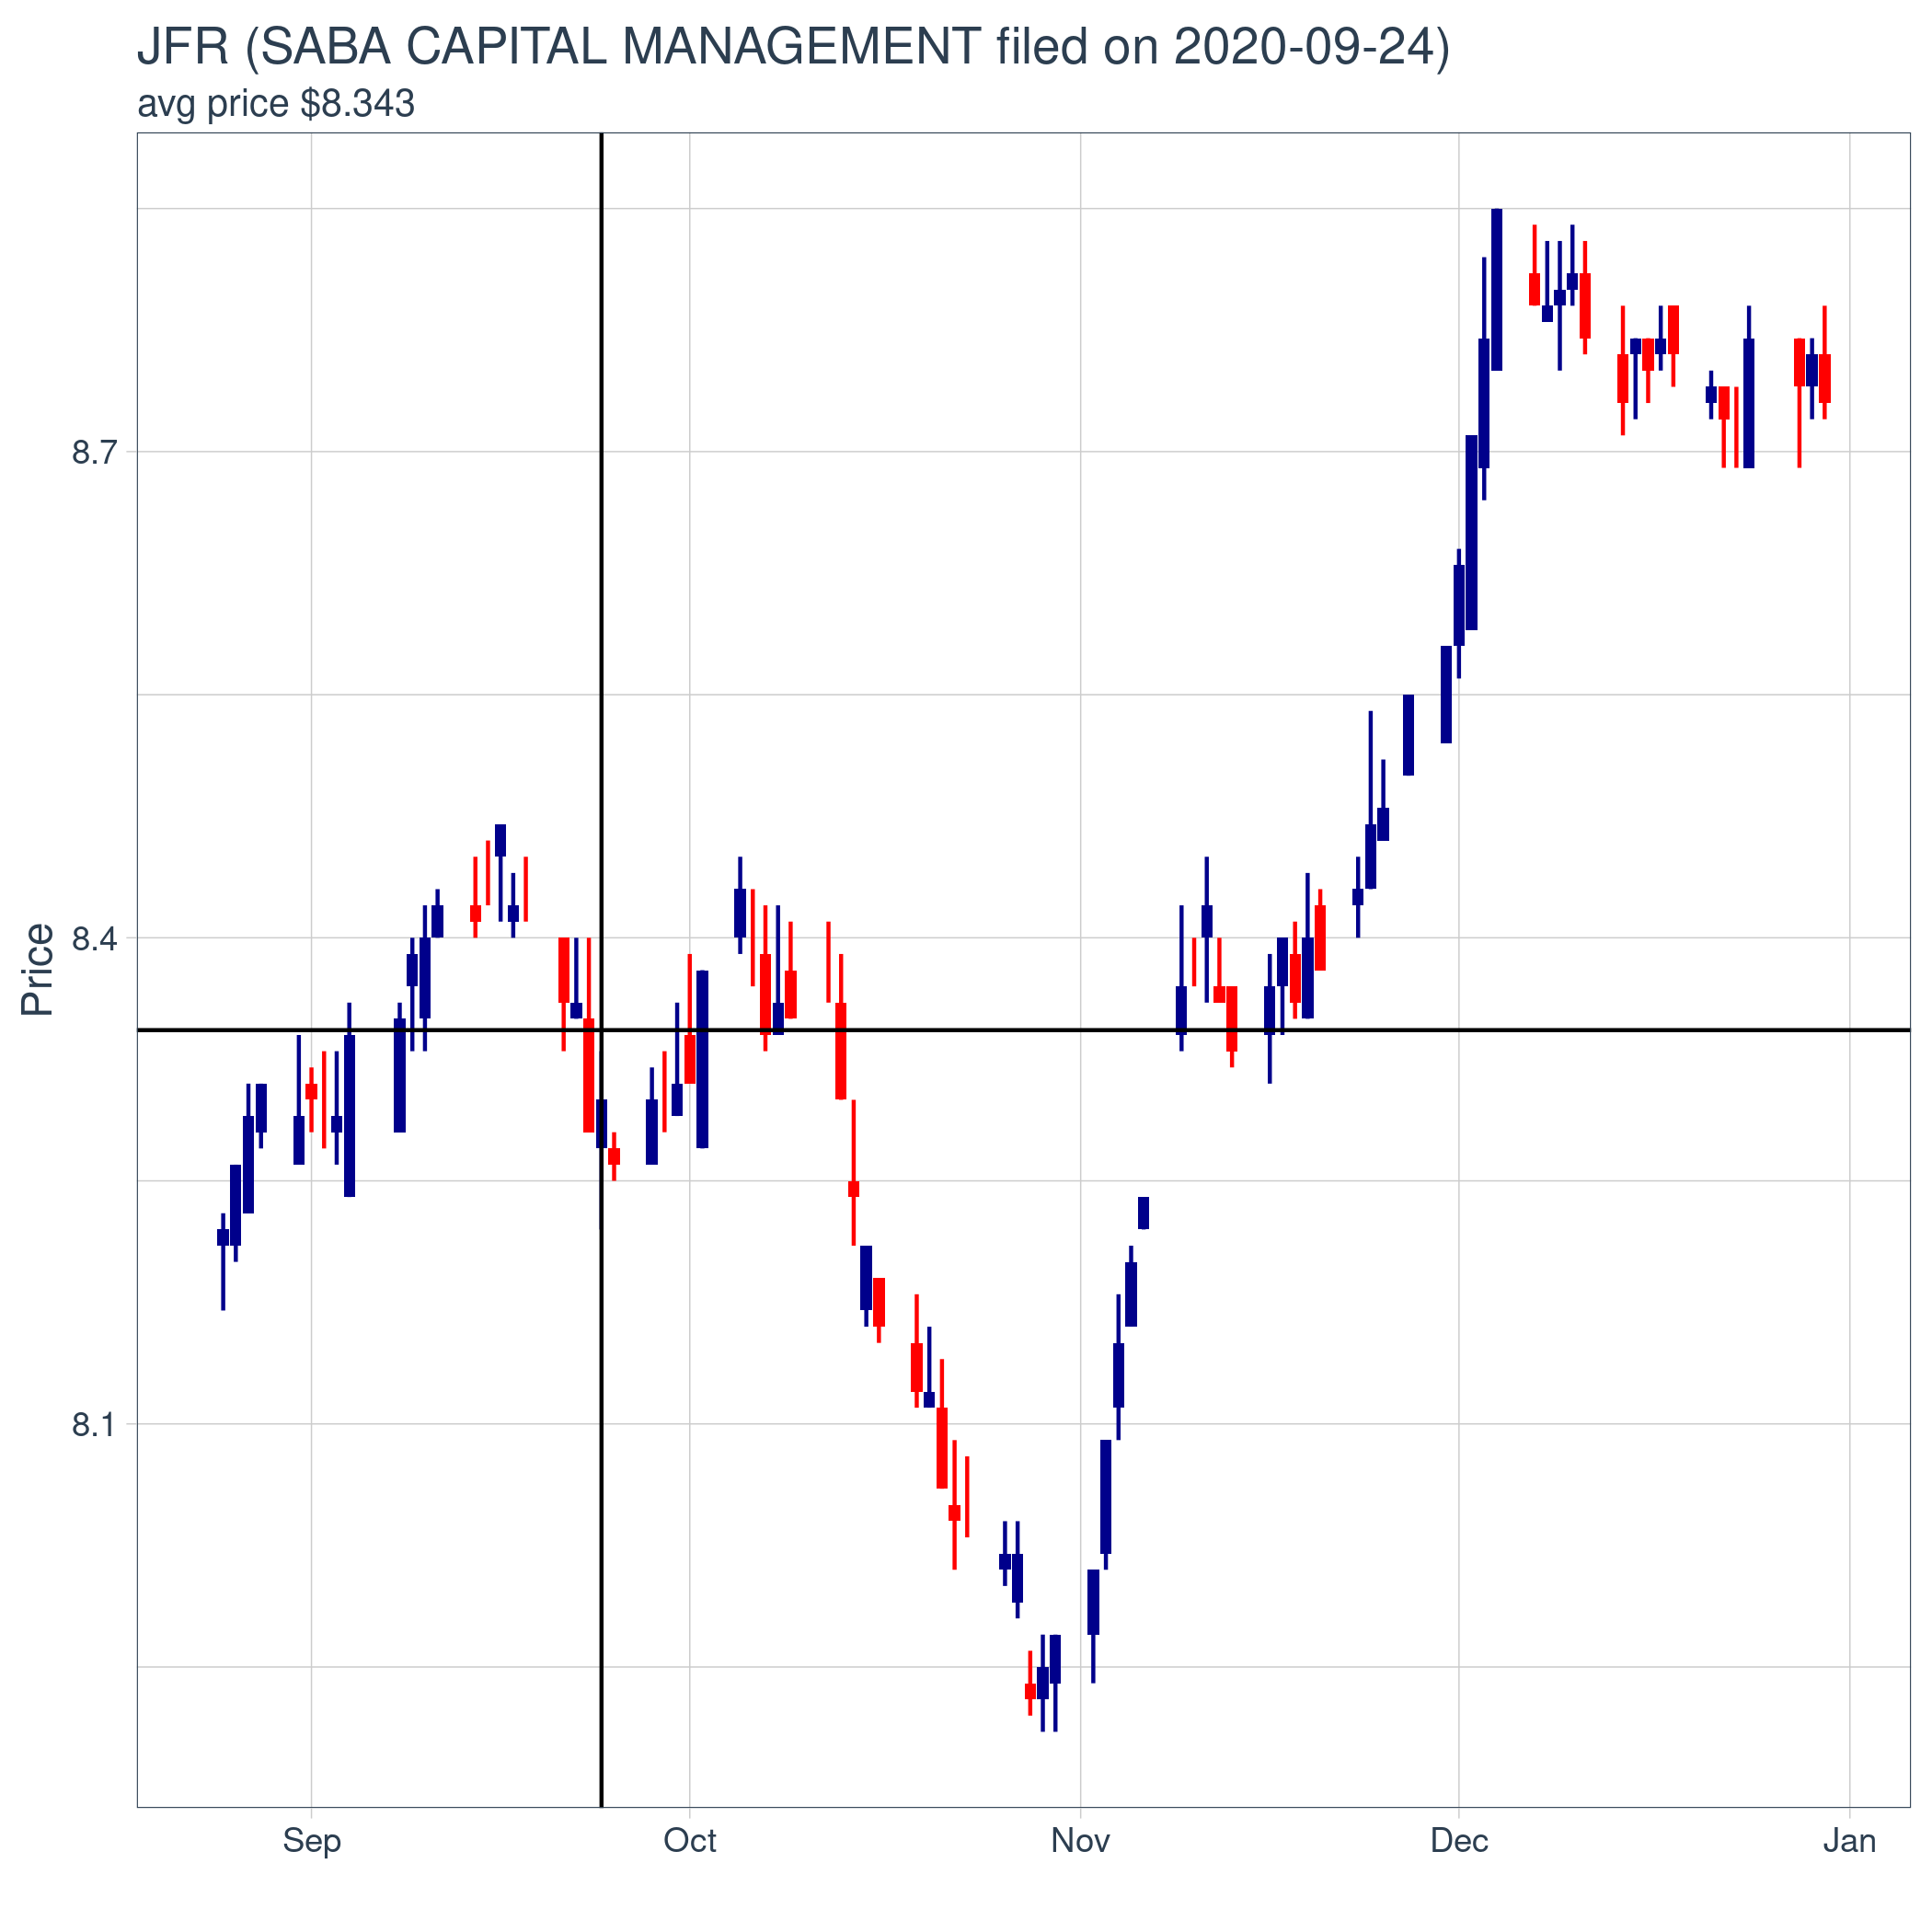 JFR (SABA CAPITAL MANAGEMENT filed on 2020-09-24)
avg price $8.343
8.7
8.4
8.1
Price
Sep Oct Nov Dec Jan